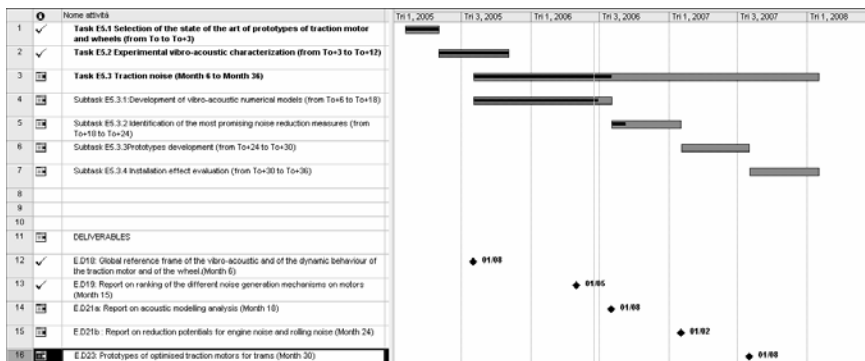 Nome attività
Tri 1, 2005 Tri 3, 2005 Tri 1, 2006 Tri 3, 2006 Tri 1, 2007 Tri 3, 2007 Tri 1, 2008
1 Task E5.1 Selection of the state of the art of prototypes of traction motor
and wheels (from To to To+3)
2 Task E5.2 Experimental vibro-acoustic characterization (from To+3 to To+12)
3 Task E5.3 Traction noise (Month 6 to Month 36)
4 Subtask E5.3.1:Development of vibro-acoustic numerical models (from To+6 to To+18)
5 Subtask E5.3.2 Identification of the most promising noise reduction measures (from
To+18 to To+24)
6 Subtask E5.3.3Prototypes development (from To+24 to To+30)
7 Subtask E5.3.4 Installation effect evaluation (from To+30 to To+36)
8
9
10
11 DELIVERABLES
12 E.D18: Global reference frame of the vibro-acoustic and of the dynamic behaviour of
the traction motor and of the wheel.(Month 6)
01/08
13 E.D19: Report on ranking of the different noise generation mechanisms on motors
(Month 15)
01/05
14 E.D21a: Report on acoustic modelling analysis (Month 18)
01/08
15 E.D21b : Report on reduction potentials for engine noise and rolling noise (Month 24)
01/02
16 E.D23: Prototypes of optimised traction motors for trams (Month 30)
01/08